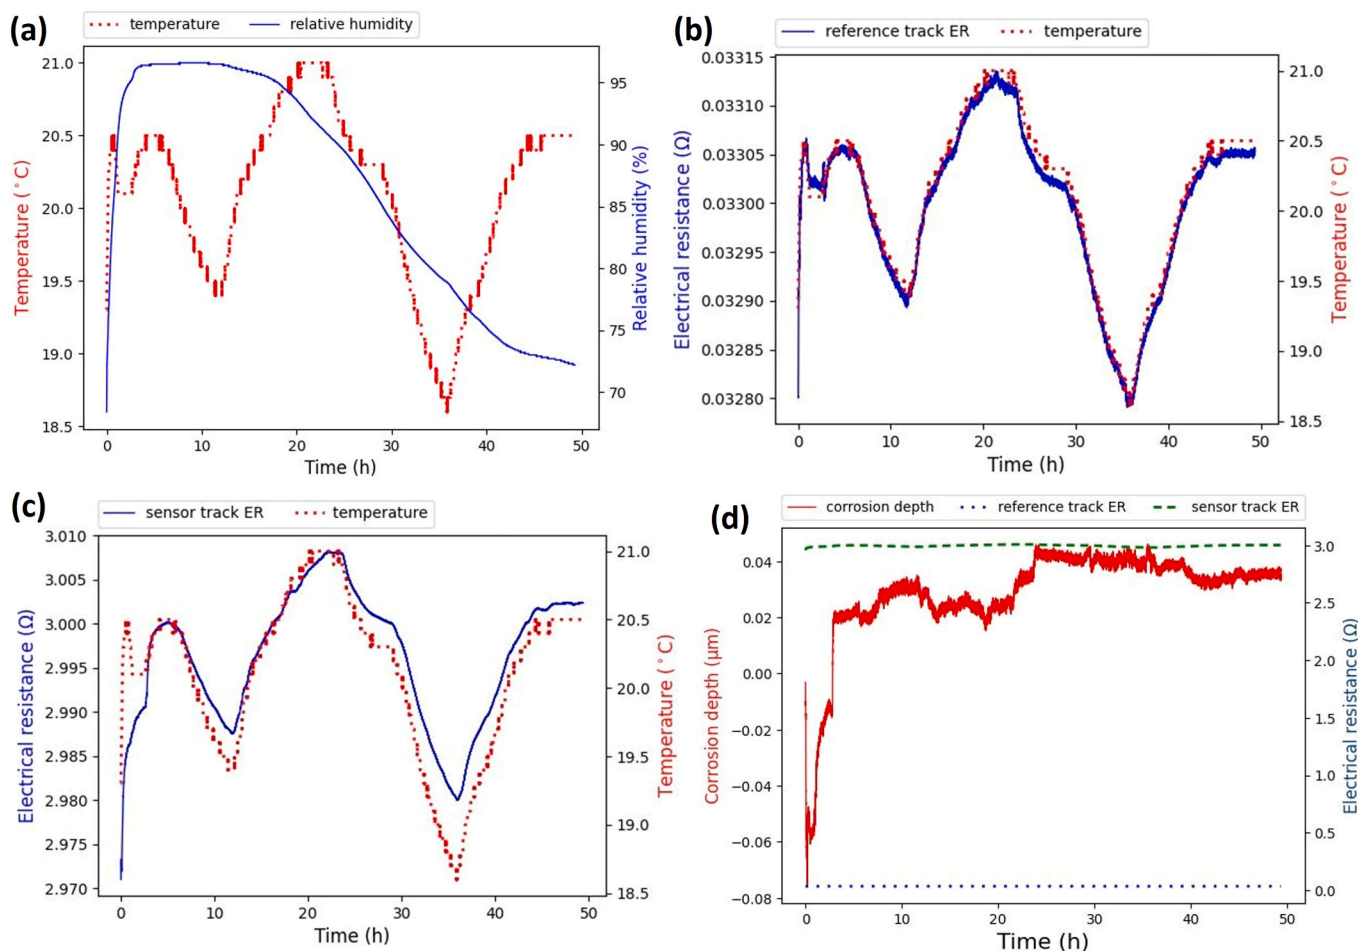 (a)
temperature relative humidity
21.0
20.5
20.0
19.5
19.0
18.5
Temperature (°C)
95
90
85
80
75
70
Relative humidity (%)
0 10 20 30 40 50
Time (h)
(b)
reference track ER temperature
0.03315
0.03310
0.03305
0.03300
0.03295
0.03290
0.03285
0.03280
Electrical resistance (Ω)
21.0
20.5
20.0
19.5
19.0
18.5
Temperature (°C)
0 10 20 30 40 50
Time (h)
(c)
sensor track ER temperature
3.010
3.005
3.000
2.995
2.990
2.985
2.980
2.975
2.970
Electrical resistance (Ω)
21.0
20.5
20.0
19.5
19.0
18.5
Temperature (°C)
0 10 20 30 40 50
Time (h)
(d)
corrosion depth reference track ER sensor track ER
0.04
0.02
0.00
−0.02
−0.04
−0.06
−0.08
Corrosion depth (µm)
3.0
2.5
2.0
1.5
1.0
0.5
0.0
Electrical resistance (Ω)
0 10 20 30 40 50
Time (h)